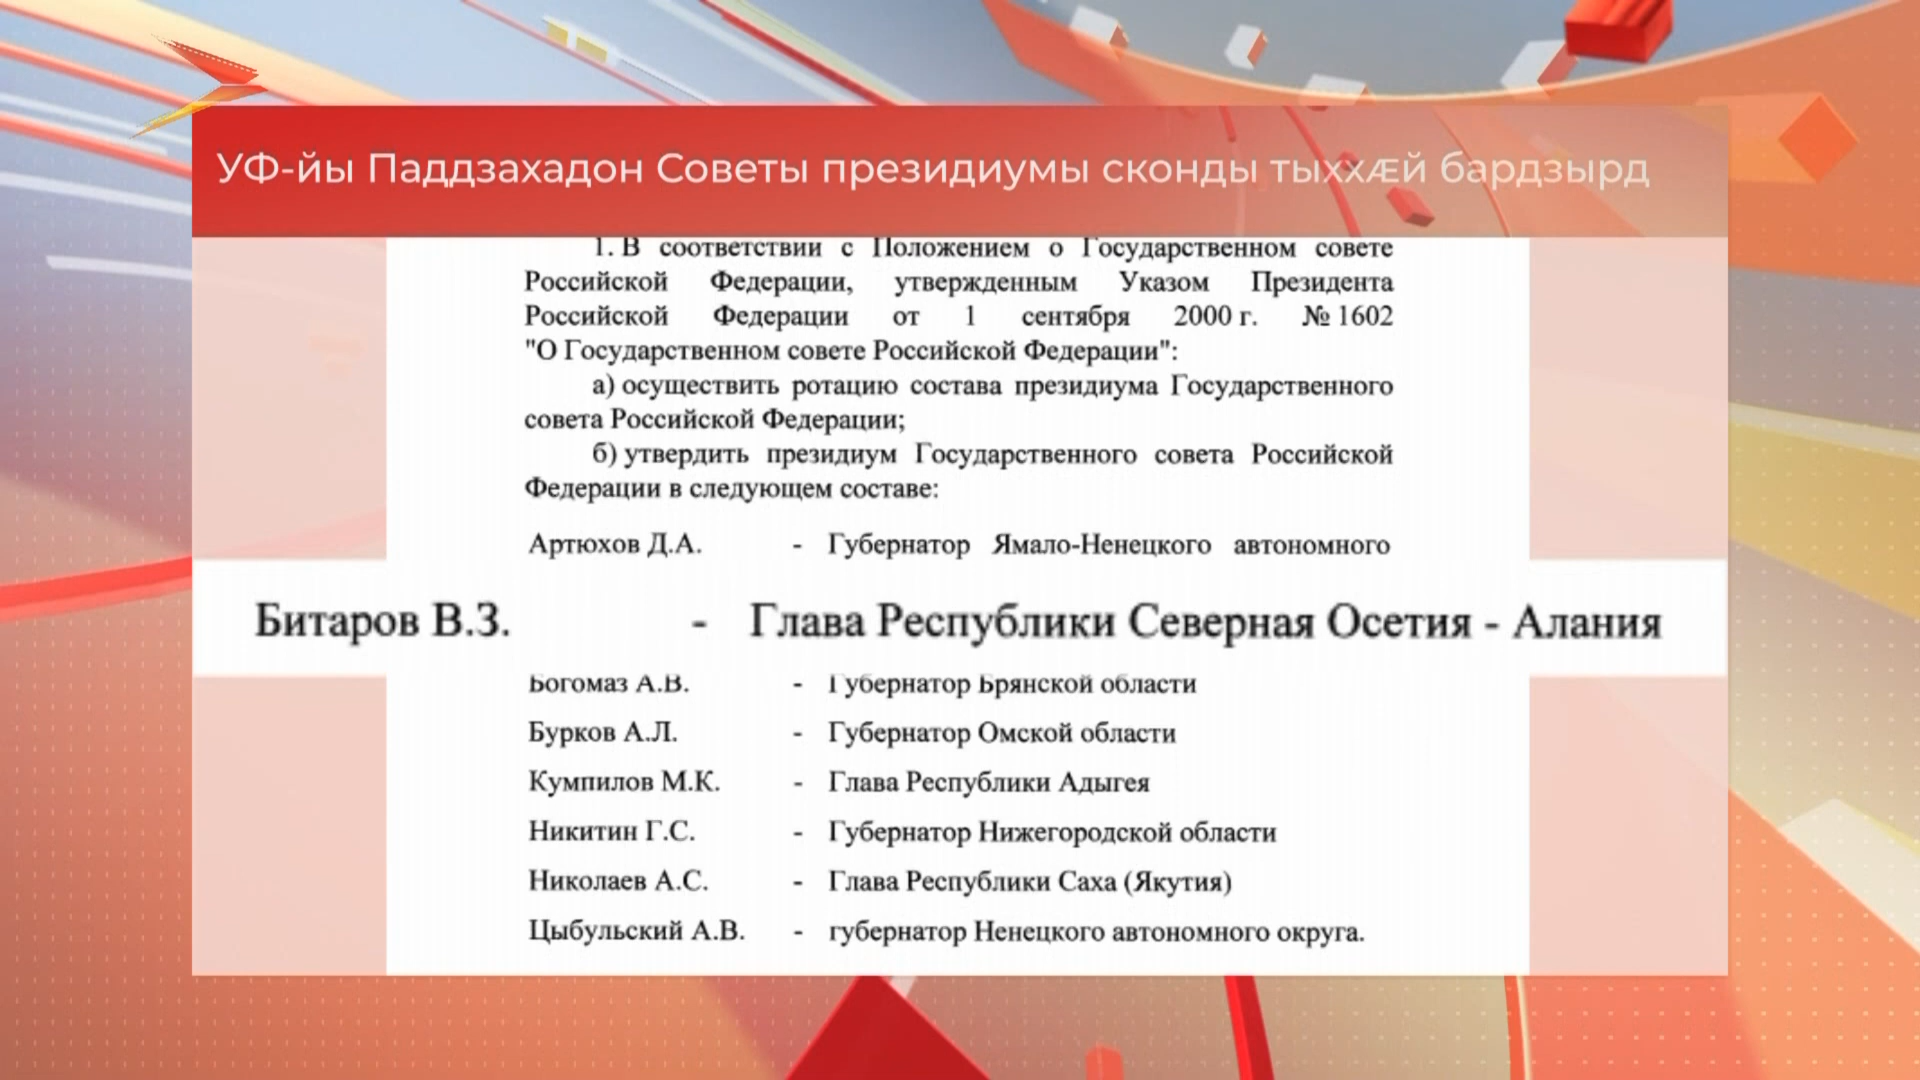 УФ-йы Паддзахадон Советы президиумы сконды тыххÆй бардзырд
1. В соответствии с Положением о Государственном совете
Российской Федерации, утвержденным Указом Президента
Российской Федерации от 1 сентября 2000 г. № 1602
"О Государственном совете Российской Федерации":
а) осуществить ротацию состава президиума Государственного
совета Российской Федерации;
б) утвердить президиум Государственного совета Российской
Федерации в следующем составе:
Артюхов Д.А. - Губернатор Ямало-Ненецкого автономного
Битаров В.З. - Глава Республики Северная Осетия - Алания
Богомаз А.В. - Губернатор Брянской области
Бурков А.Л. - Губернатор Омской области
Кумпилов М.К. - Глава Республики Адыгея
Никитин Г.С. - Губернатор Нижегородской области
Николаев А.С. - Глава Республики Саха (Якутия)
Цыбульский А.В. - губернатор Ненецкого автономного округа.